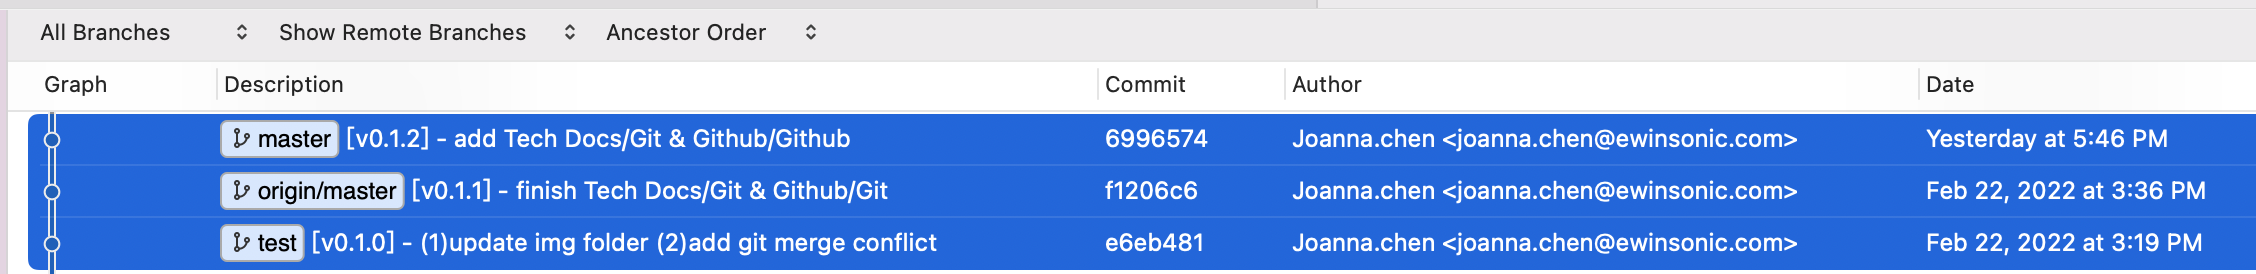 All Branches Show Remote Branches Ancestor Order
Graph Description Commit Author Date
master [v0.1.2] - add Tech Docs/Git & Github/Github 6996574 Joanna.chen <joanna.chen@ewinsonic.com> Yesterday at 5:46 PM
origin/master [v0.1.1] - finish Tech Docs/Git & Github/Git f1206c6 Joanna.chen <joanna.chen@ewinsonic.com> Feb 22, 2022 at 3:36 PM
test [v0.1.0] - (1)update img folder (2)add git merge conflict e6eb481 Joanna.chen <joanna.chen@ewinsonic.com> Feb 22, 2022 at 3:19 PM